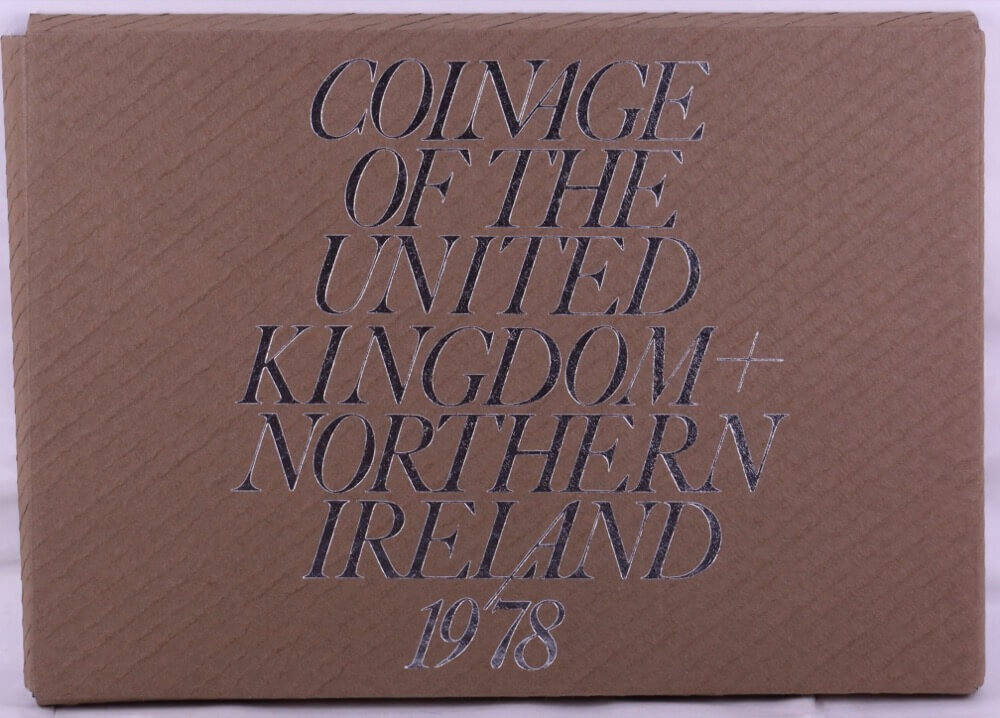 COINAGE
OF THE
UNITED
KINGDOM +
NORTHERN
IRELAND
1978